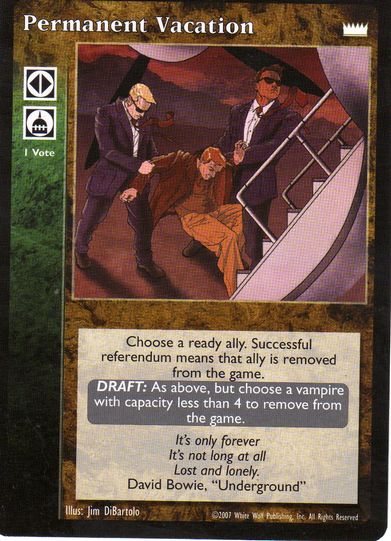 Permanent Vacation
1 Vote
Choose a ready ally. Successful
referendum means that ally is removed
from the game.
DRAFT: As above, but choose a vampire
with capacity less than 4 to remove from
the game.
It's only forever
It's not long at all
Lost and lonely.
David Bowie, "Underground"
Illus: Jim DiBartolo
©2007 White Wolf Publishing, Inc. All Rights Reserved